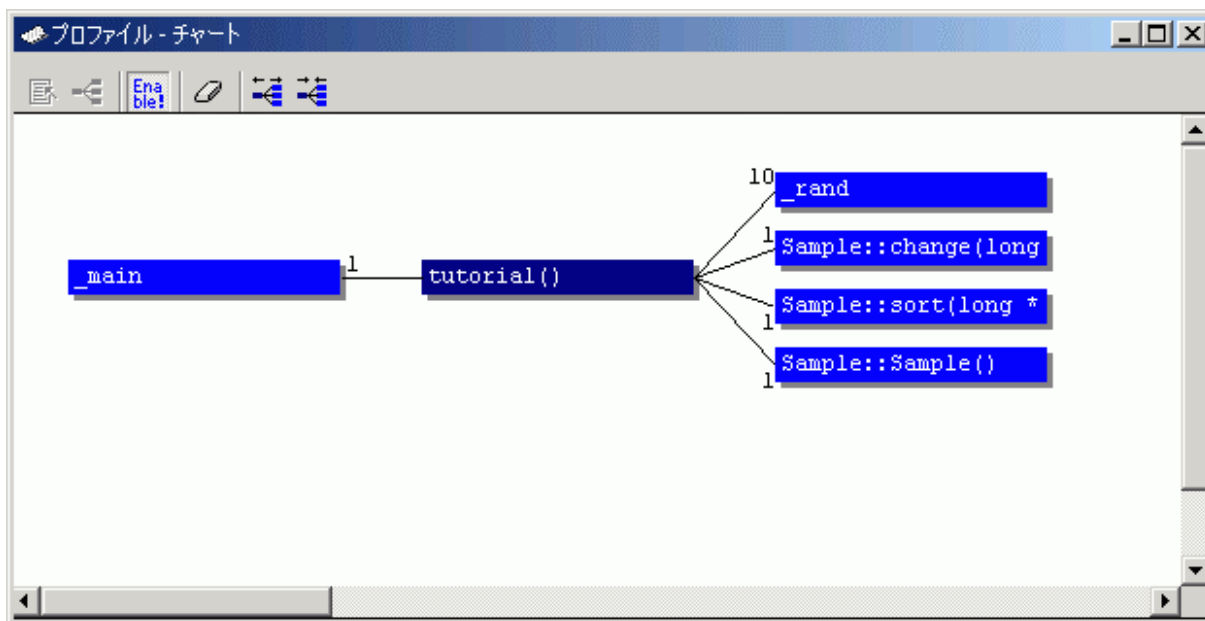 プロファイル - チャート
Ena
ble!
10
_rand
1
Sample::change(long
_main
1
tutorial()
Sample::sort(long *
1
Sample::Sample()
1